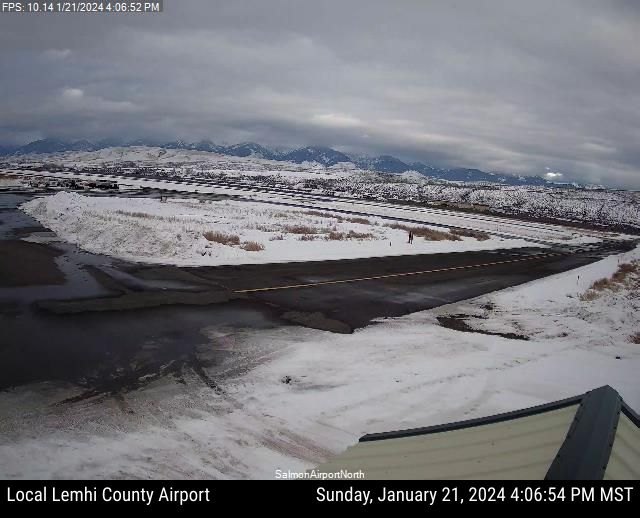 FPS: 10.14 1/21/2024 4:06:52 PM
SalmonAirportNorth
Local Lemhi County Airport Sunday, January 21, 2024 4:06:54 PM MST